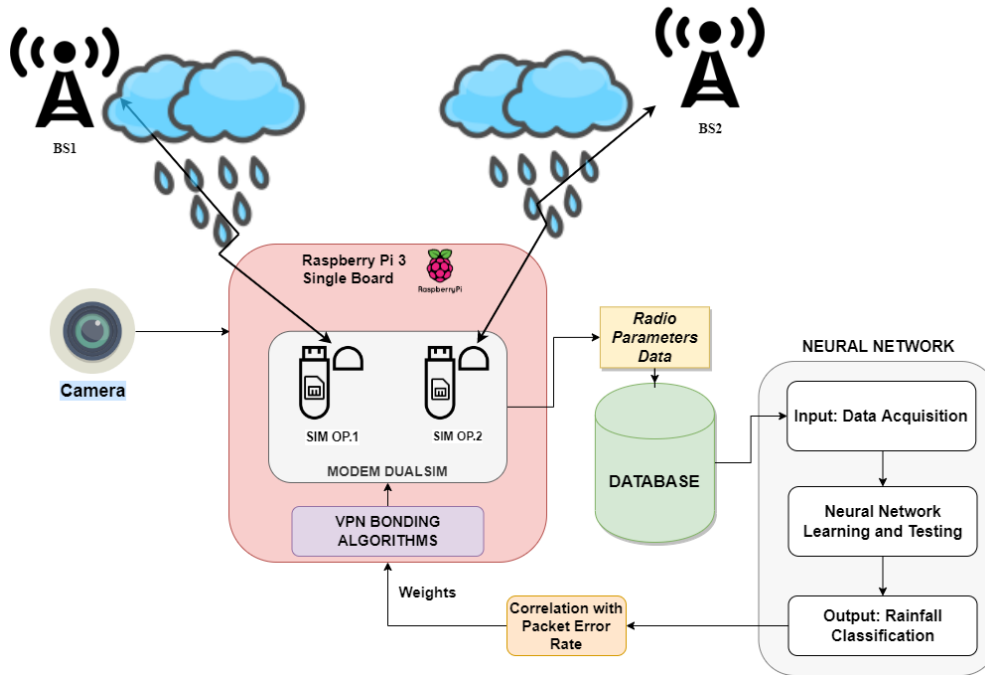 BS1
BS2
Raspberry Pi 3
Single Board
RaspberryPi
Camera
SIM OP.1
SIM OP.2
MODEM DUALSIM
VPN BONDING
ALGORITHMS
Radio
Parameters
Data
DATABASE
NEURAL NETWORK
Input: Data Acquisition
Neural Network
Learning and Testing
Output: Rainfall
Classification
Correlation with
Packet Error
Rate
Weights